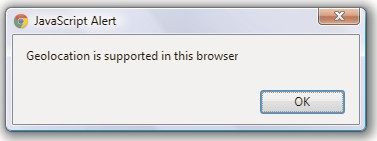 JavaScript Alert
Geolocation is supported in this browser
OK